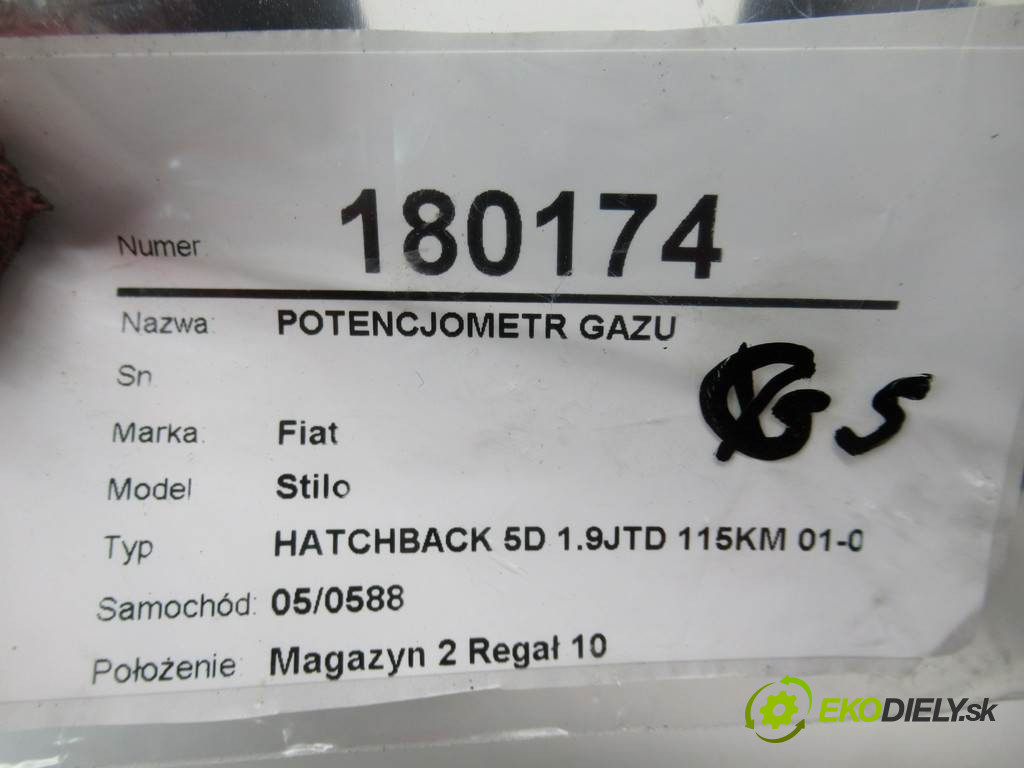 Numer 180174
Nazwa: POTENCJOMETR GAZU
Sn
Marka: Fiat
Model Stilo
Typ HATCHBACK 5D 1.9JTD 115KM 01-0
Samochód: 05/0588
Położenie: Magazyn 2 Regał 10
EKODIELY.sk